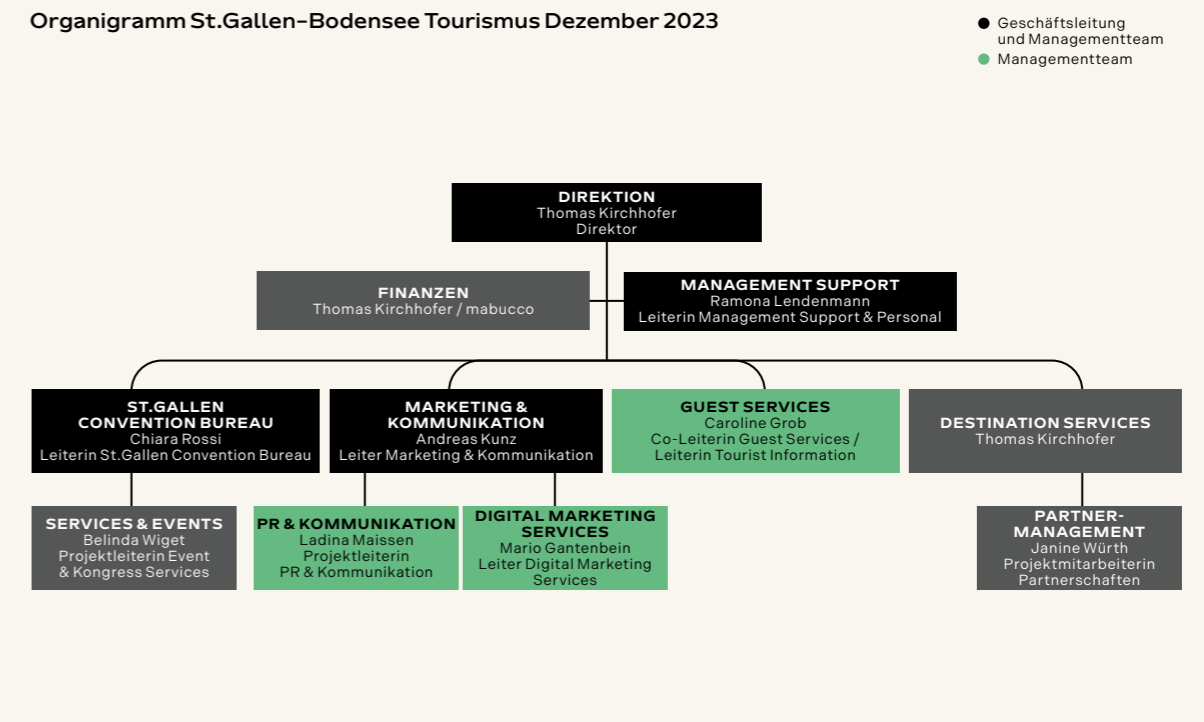 Organigramm St.Gallen–Bodensee Tourismus Dezember 2023
Geschäftsleitung
und Managementteam
Managementteam
DIREKTION
Thomas Kirchhofer
Direktor
FINANZEN
Thomas Kirchhofer / mabucco
MANAGEMENT SUPPORT
Ramona Lendenmann
Leiterin Management Support & Personal
ST.GALLEN
CONVENTION BUREAU
Chiara Rossi
Leiterin St.Gallen Convention Bureau
MARKETING &
KOMMUNIKATION
Andreas Kunz
Leiter Marketing & Kommunikation
GUEST SERVICES
Caroline Grob
Co-Leiterin Guest Services /
Leiterin Tourist Information
DESTINATION SERVICES
Thomas Kirchhofer
SERVICES & EVENTS
Belinda Wiget
Projektleiterin Event
& Kongress Services
PR & KOMMUNIKATION
Ladina Maissen
Projektleiterin
PR & Kommunikation
DIGITAL MARKETING
SERVICES
Mario Gantenbein
Leiter Digital Marketing
Services
PARTNER-
MANAGEMENT
Janine Würth
Projektmitarbeiterin
Partnerschaften